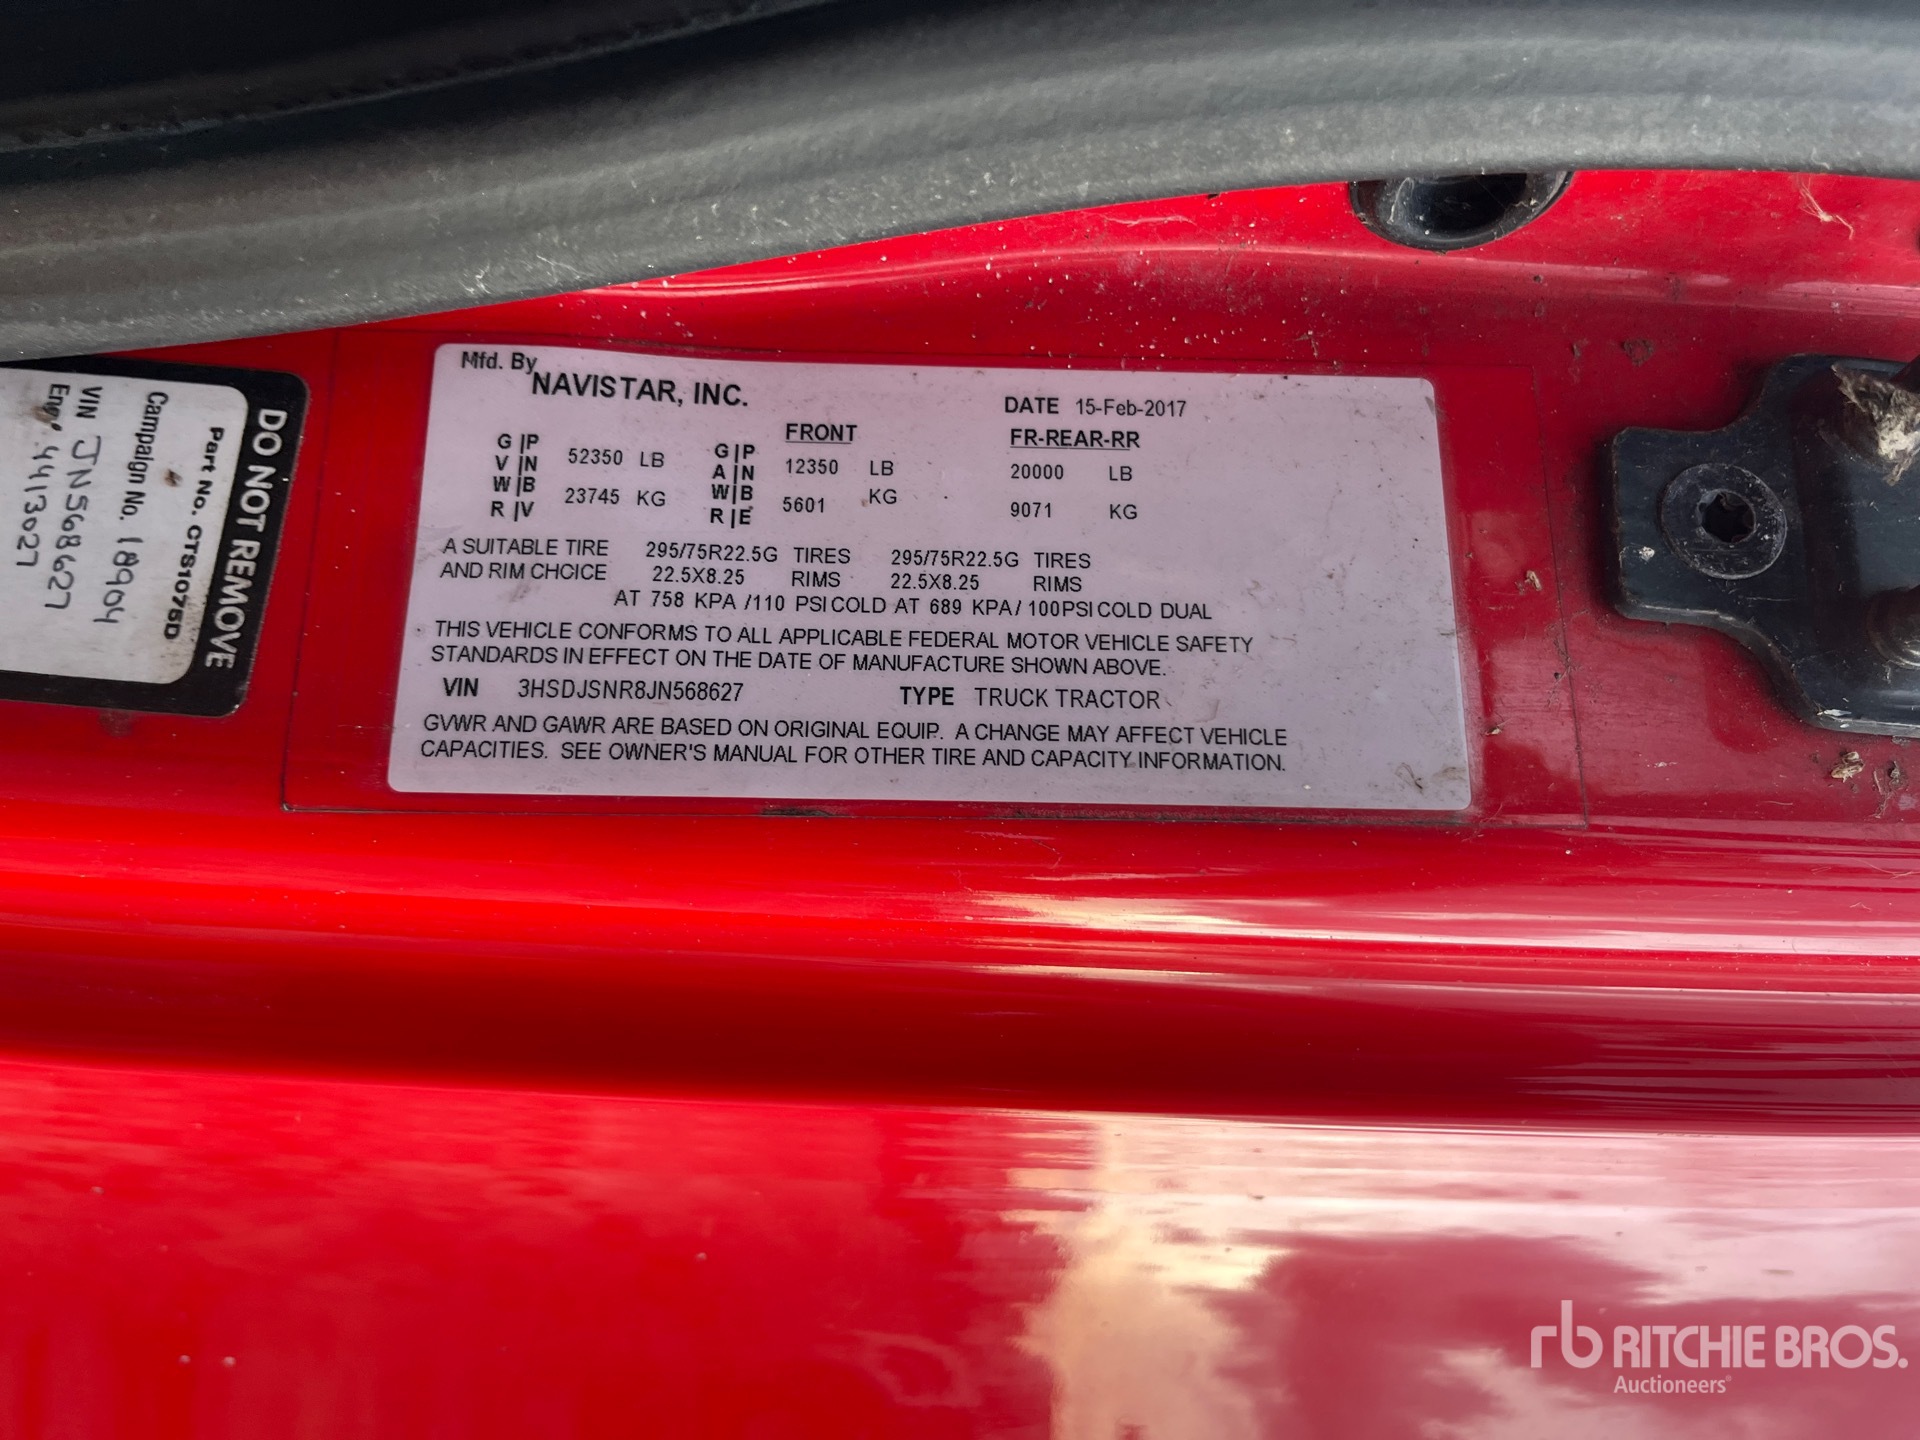 DO NOT REMOVE
Part No. CTS1075D
Campaign No. 18904
VIN JN568627
Eng# 4413027
Mfd. By
NAVISTAR, INC.
DATE 15-Feb-2017
FRONT FR-REAR-RR
G|P 52350 LB G|P 12350 LB 20000 LB
V|N A|N
W|B 23745 KG W|B 5601 KG 9071 KG
R|V R|E
A SUITABLE TIRE 295/75R22.5G TIRES 295/75R22.5G TIRES
AND RIM CHOICE 22.5X8.25 RIMS 22.5X8.25 RIMS
AT 758 KPA /110 PSI COLD AT 689 KPA/ 100PSI COLD DUAL
THIS VEHICLE CONFORMS TO ALL APPLICABLE FEDERAL MOTOR VEHICLE SAFETY
STANDARDS IN EFFECT ON THE DATE OF MANUFACTURE SHOWN ABOVE.
VIN 3HSDJSNR8JN568627 TYPE TRUCK TRACTOR
GVWR AND GAWR ARE BASED ON ORIGINAL EQUIP. A CHANGE MAY AFFECT VEHICLE
CAPACITIES. SEE OWNER'S MANUAL FOR OTHER TIRE AND CAPACITY INFORMATION.
rb RITCHIE BROS.
Auctioneers